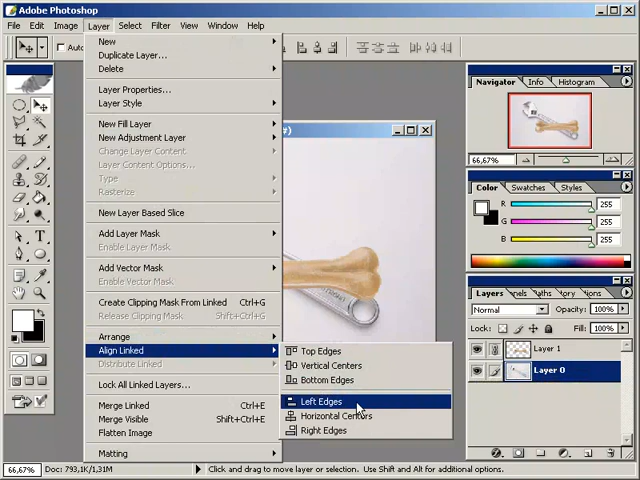 Adobe Photoshop
File Edit Image Layer Select Filter View Window Help
Auto
New
Duplicate Layer...
Delete
Layer Properties...
Layer Style
New Fill Layer
New Adjustment Layer
Change Layer Content
Layer Content Options...
Type
Rasterize
New Layer Based Slice
Add Layer Mask
Enable Layer Mask
Add Vector Mask
Enable Vector Mask
Create Clipping Mask From Linked Ctrl+G
Release Clipping Mask Shift+Ctrl+G
Arrange
Align Linked
Distribute Linked
Lock All Linked Layers...
Merge Linked Ctrl+E
Merge Visible Shift+Ctrl+E
Flatten Image
Matting
Top Edges
Vertical Centers
Bottom Edges
Left Edges
Horizontal Centers
Right Edges
#)
Navigator Info Histogram
66,67%
Color Swatches Styles
R 255
G 255
B 255
Layers nnels Paths tory tions
Normal Opacity: 100%
Lock: Fill: 100%
Layer 1
Layer 0
66,67% Doc: 793,1K/1,31M Click and drag to move layer or selection. Use Shift and Alt for additional options.